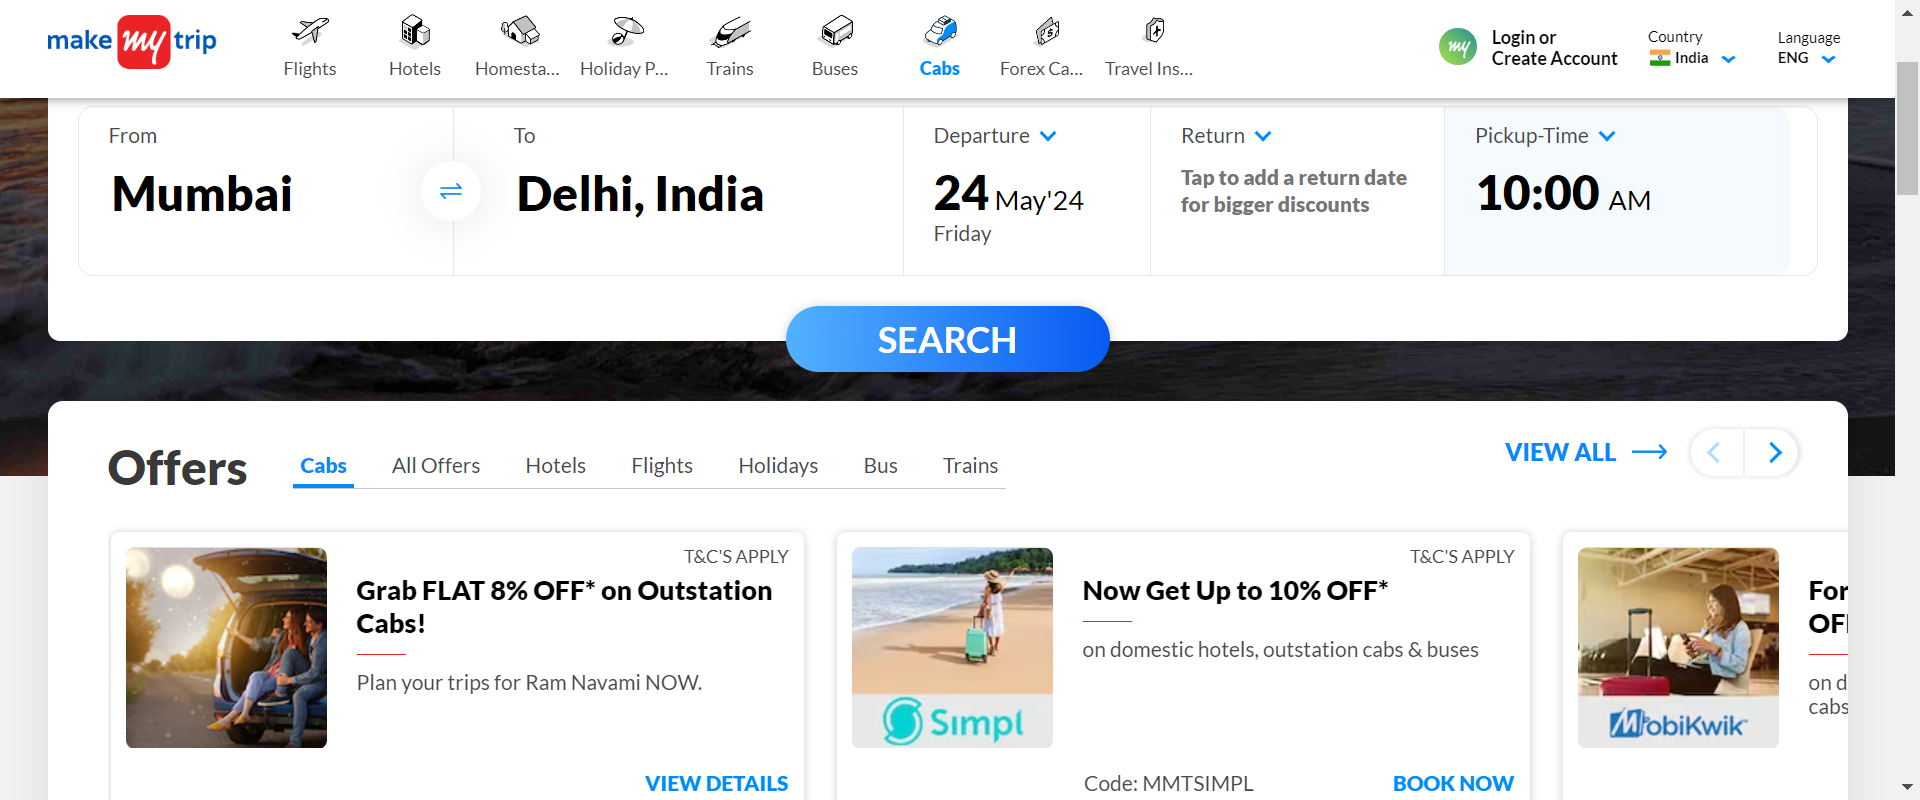 make my trip
Flights
Hotels
Homesta...
Holiday P...
Trains
Buses
Cabs
Forex Ca...
Travel Ins...
my
Login or
Create Account
Country
India
Language
ENG
From
Mumbai
To
Delhi, India
Departure
24 May'24
Friday
Return
Tap to add a return date
for bigger discounts
Pickup-Time
10:00 AM
SEARCH
Offers
Cabs
All Offers
Hotels
Flights
Holidays
Bus
Trains
VIEW ALL
T&C'S APPLY
Grab FLAT 8% OFF* on Outstation
Cabs!
Plan your trips for Ram Navami NOW.
VIEW DETAILS
T&C'S APPLY
Now Get Up to 10% OFF*
on domestic hotels, outstation cabs & buses
Simpl
Code: MMTSIMPL
BOOK NOW
MobiKwik
For
OF
on d
cabs